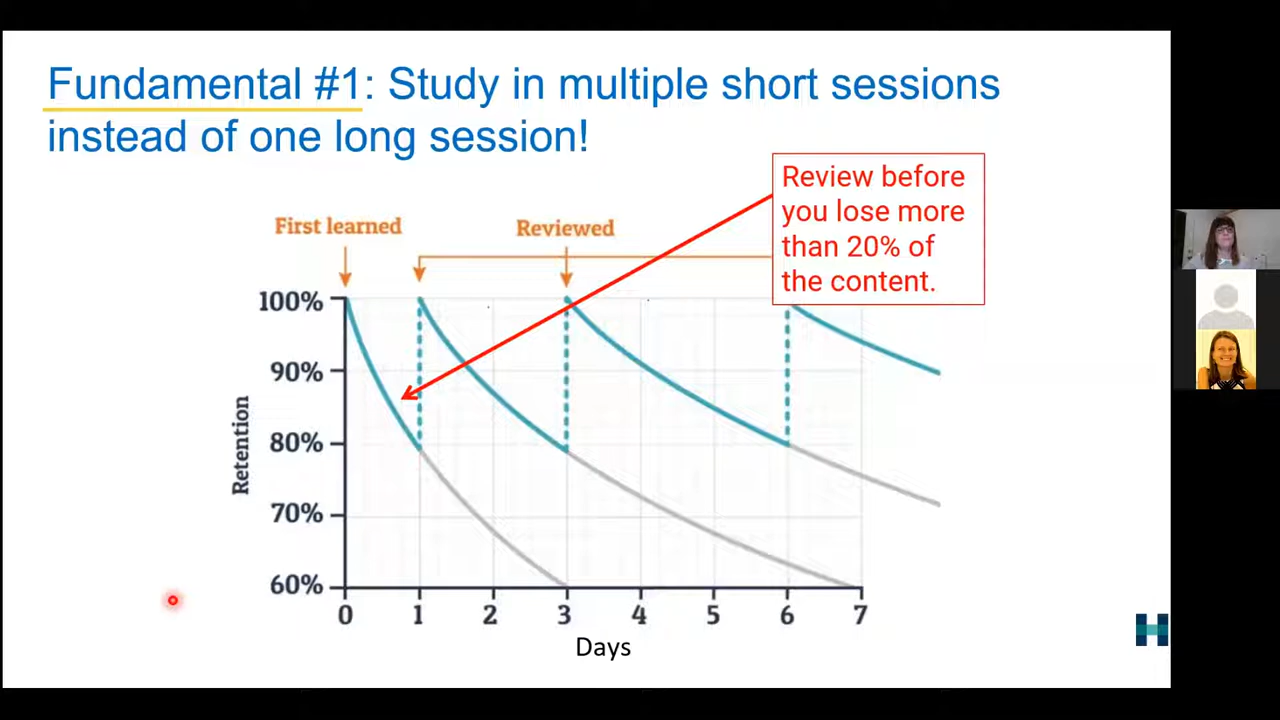 Fundamental #1: Study in multiple short sessions
instead of one long session!
Review before
you lose more
than 20% of
the content.
First learned
Reviewed
100%
90%
80%
70%
60%
Retention
0 1 2 3 4 5 6 7
Days
H